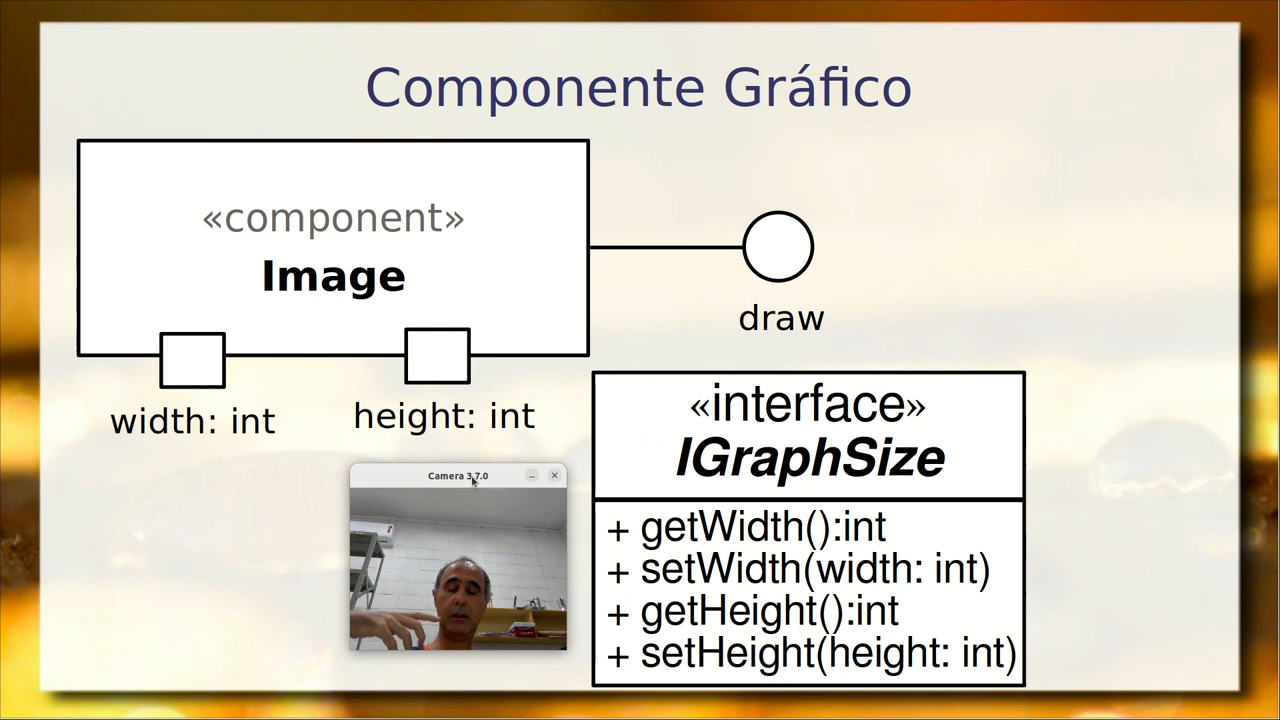 Componente Gráfico
«component»
Image
draw
width: int
height: int
Camera 3.7.0
«interface»
IGraphSize
+ getWidth():int
+ setWidth(width: int)
+ getHeight():int
+ setHeight(height: int)